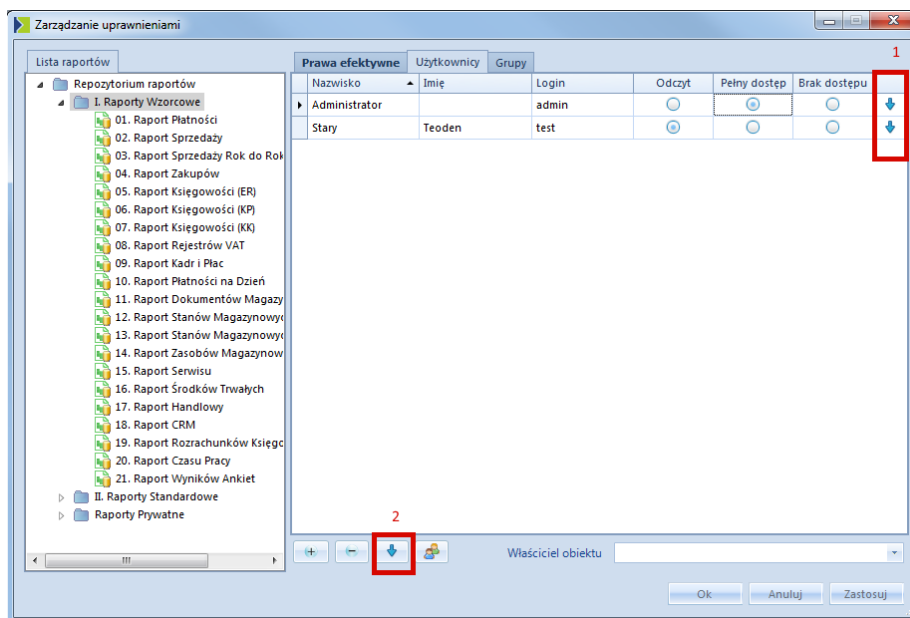 Zarządzanie uprawnieniami
1
Lista raportów
Prawa efektywne Użytkownicy Grupy
Repozytorium raportów
I. Raporty Wzorcowe
01. Raport Płatności
02. Raport Sprzedaży
03. Raport Sprzedaży Rok do Rok
04. Raport Zakupów
05. Raport Księgowości (ER)
06. Raport Księgowości (KP)
07. Raport Księgowości (KK)
08. Raport Rejestrów VAT
09. Raport Kadr i Płac
10. Raport Płatności na Dzień
11. Raport Dokumentów Magazy
12. Raport Stanów Magazynowyc
13. Raport Stanów Magazynowyc
14. Raport Zasobów Magazynow
15. Raport Serwisu
16. Raport Środków Trwałych
17. Raport Handlowy
18. Raport CRM
19. Raport Rozrachunków Księgo
20. Raport Czasu Pracy
21. Raport Wyników Ankiet
II. Raporty Standardowe
Raporty Prywatne
Nazwisko Imię Login Odczyt Pełny dostęp Brak dostępu
Administrator admin
Stary Teoden test
2
Właściciel obiektu
Ok Anuluj Zastosuj